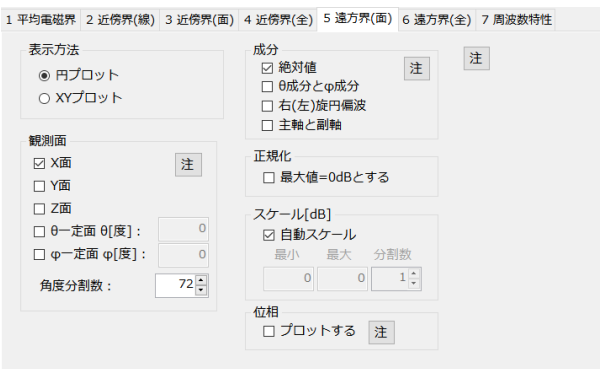 1 平均電磁界 2 近傍界(線) 3 近傍界(面) 4 近傍界(全) 5 遠方界(面) 6 遠方界(全) 7 周波数特性
表示方法
円プロット
XYプロット
観測面
X面 注
Y面
Z面
θ一定面 θ[度]: 0
φ一定面 φ[度]: 0
角度分割数: 72
成分
絶対値 注
θ成分とφ成分
右(左)旋円偏波
主軸と副軸
正規化
最大値=0dBとする
スケール[dB]
自動スケール
最小 最大 分割数
0 0 1
位相
プロットする 注
注